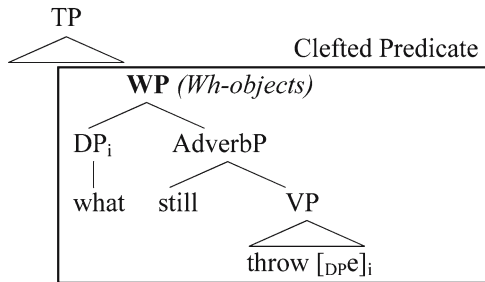 TP
Clefted Predicate
WP (Wh-objects)
DPi AdverbP
what still VP
throw [DPe]i